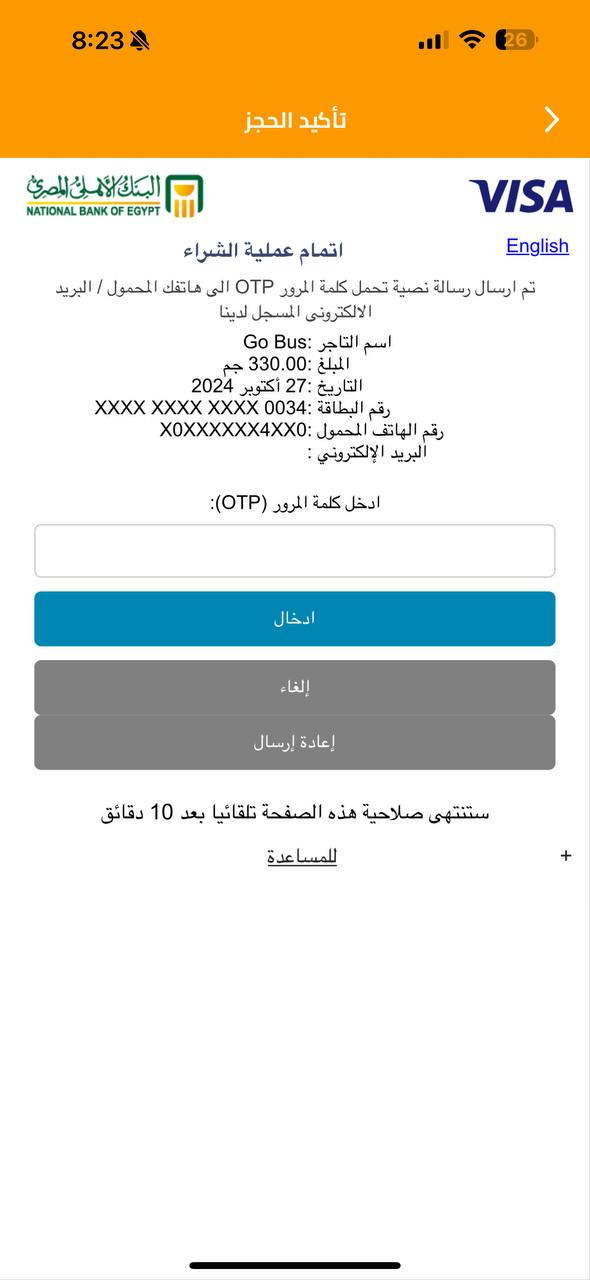 8:23
26
تأكيد الحجز
البنك الأهلي المصري
NATIONAL BANK OF EGYPT
VISA
English
اتمام عملية الشراء
تم ارسال رسالة نصية تحمل كلمة المرور OTP الى هاتفك المحمول / البريد
الالكترونى المسجل لدينا
اسم التاجر :Go Bus
المبلغ :330.00 جم
التاريخ :27 أكتوبر 2024
رقم البطاقة :XXXX XXXX XXXX 0034
رقم الهاتف المحمول :X0XXXXXX4XX0
البريد الإلكتروني :
ادخل كلمة المرور (OTP):
ادخال
إلغاء
إعادة إرسال
ستنتهى صلاحية هذه الصفحة تلقائيا بعد 10 دقائق
للمساعدة
+